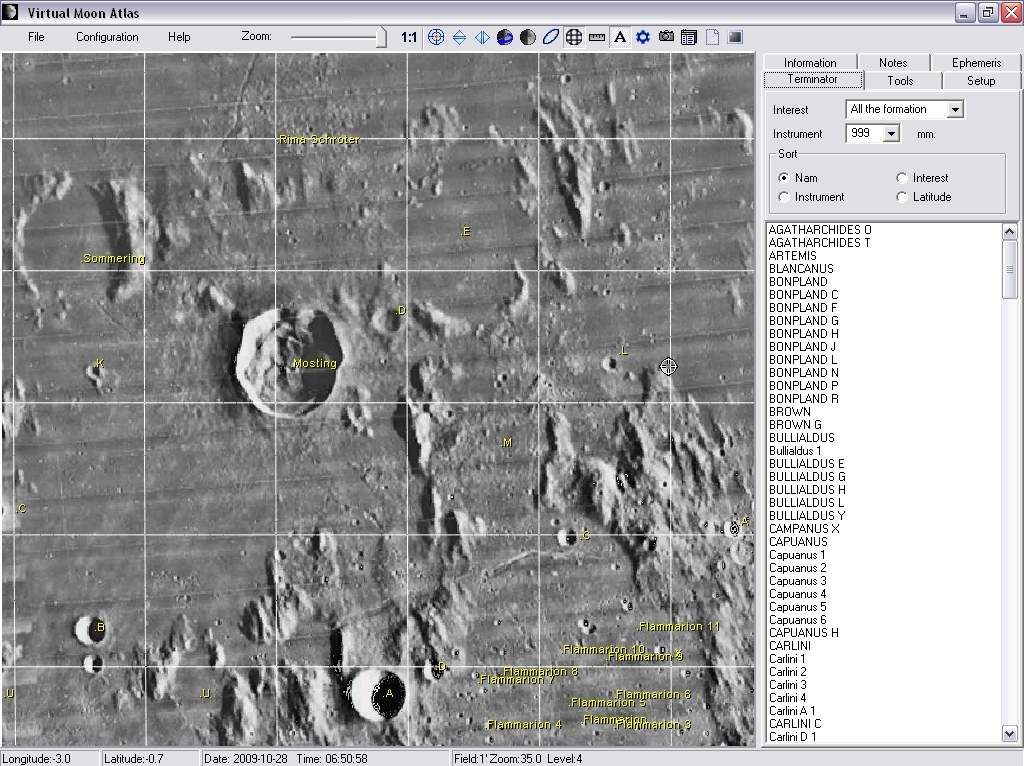 Virtual Moon Atlas
File Configuration Help Zoom: 1:1 A
Information Notes Ephemeris
Terminator Tools Setup
Interest All the formation
Instrument 999 mm.
Sort
Nam Interest
Instrument Latitude
AGATHARCHIDES O
AGATHARCHIDES T
ARTEMIS
BLANCANUS
BONPLAND
BONPLAND C
BONPLAND F
BONPLAND G
BONPLAND H
BONPLAND J
BONPLAND L
BONPLAND N
BONPLAND P
BONPLAND R
BROWN
BROWN G
BULLIALDUS
Bullialdus 1
BULLIALDUS E
BULLIALDUS G
BULLIALDUS H
BULLIALDUS L
BULLIALDUS Y
CAMPANUS X
CAPUANUS
Capuanus 1
Capuanus 2
Capuanus 3
Capuanus 4
Capuanus 5
Capuanus 6
CAPUANUS H
CARLINI
Carlini 1
Carlini 2
Carlini 3
Carlini 4
Carlini A 1
CARLINI C
Carlini D 1
.Rima Schroter
.E
.Sommering
.D
.L
.K
.Mosting
.M
.C
.A
.C
.B
.Flammarion 11
.Flammarion 10
.Flammarion 9
.D
.Flammarion 8
.Flammarion 7
.U
.U
.A
.Flammarion 6
.Flammarion 5
.Flammarion
.Flammarion 4
.Flammarion 3
Longitude:-3.0 Latitude:-0.7 Date: 2009-10-28 Time: 06:50:58 Field:1' Zoom:35.0 Level:4